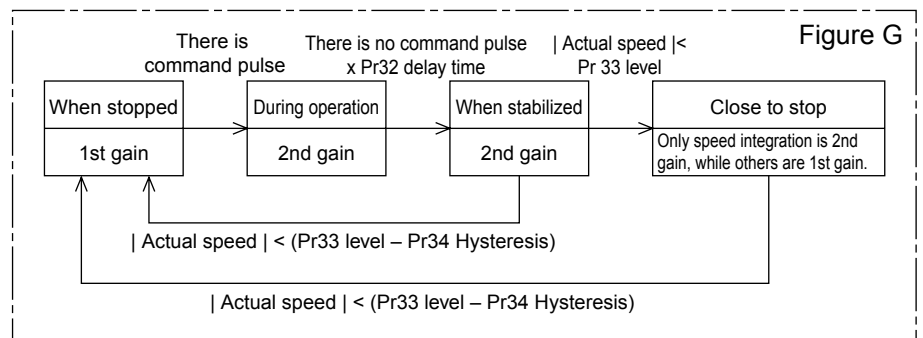 Figure G
There is
command pulse
There is no command pulse
x Pr32 delay time
| Actual speed |<
Pr 33 level
When stopped
1st gain
During operation
2nd gain
When stabilized
2nd gain
Close to stop
Only speed integration is 2nd
gain, while others are 1st gain.
| Actual speed | < (Pr33 level – Pr34 Hysteresis)
| Actual speed | < (Pr33 level – Pr34 Hysteresis)